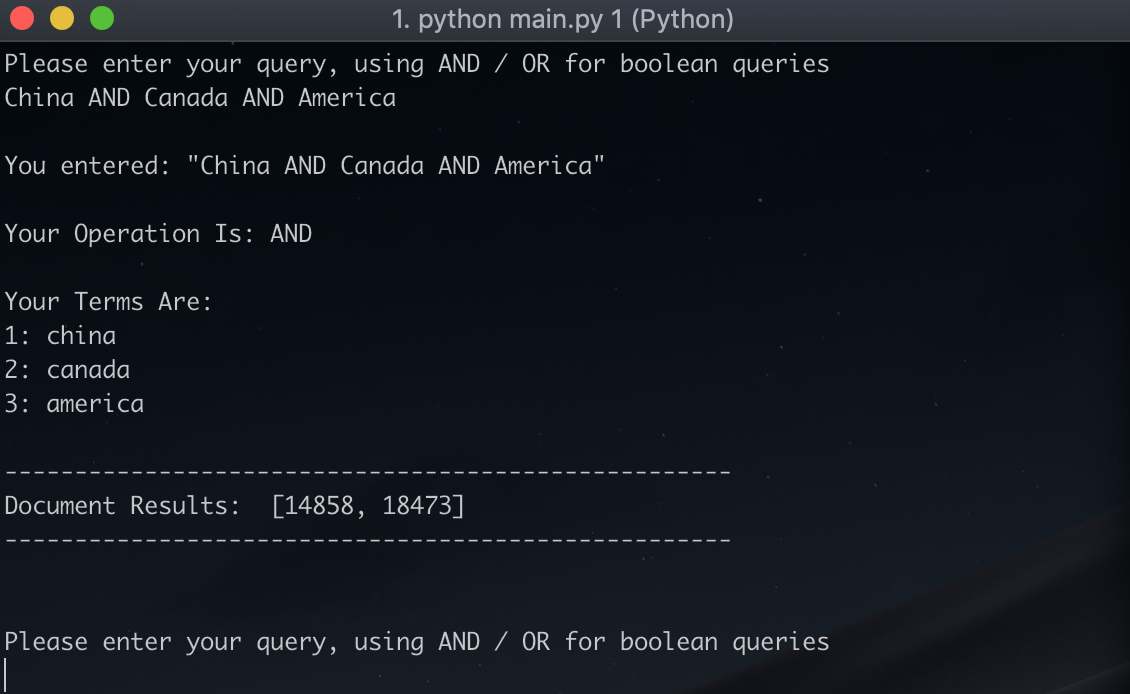 1. python main.py 1 (Python)
Please enter your query, using AND / OR for boolean queries
China AND Canada AND America
You entered: "China AND Canada AND America"
Your Operation Is: AND
Your Terms Are:
1: china
2: canada
3: america
----------------------------------------------------
Document Results:  [14858, 18473]
----------------------------------------------------
Please enter your query, using AND / OR for boolean queries